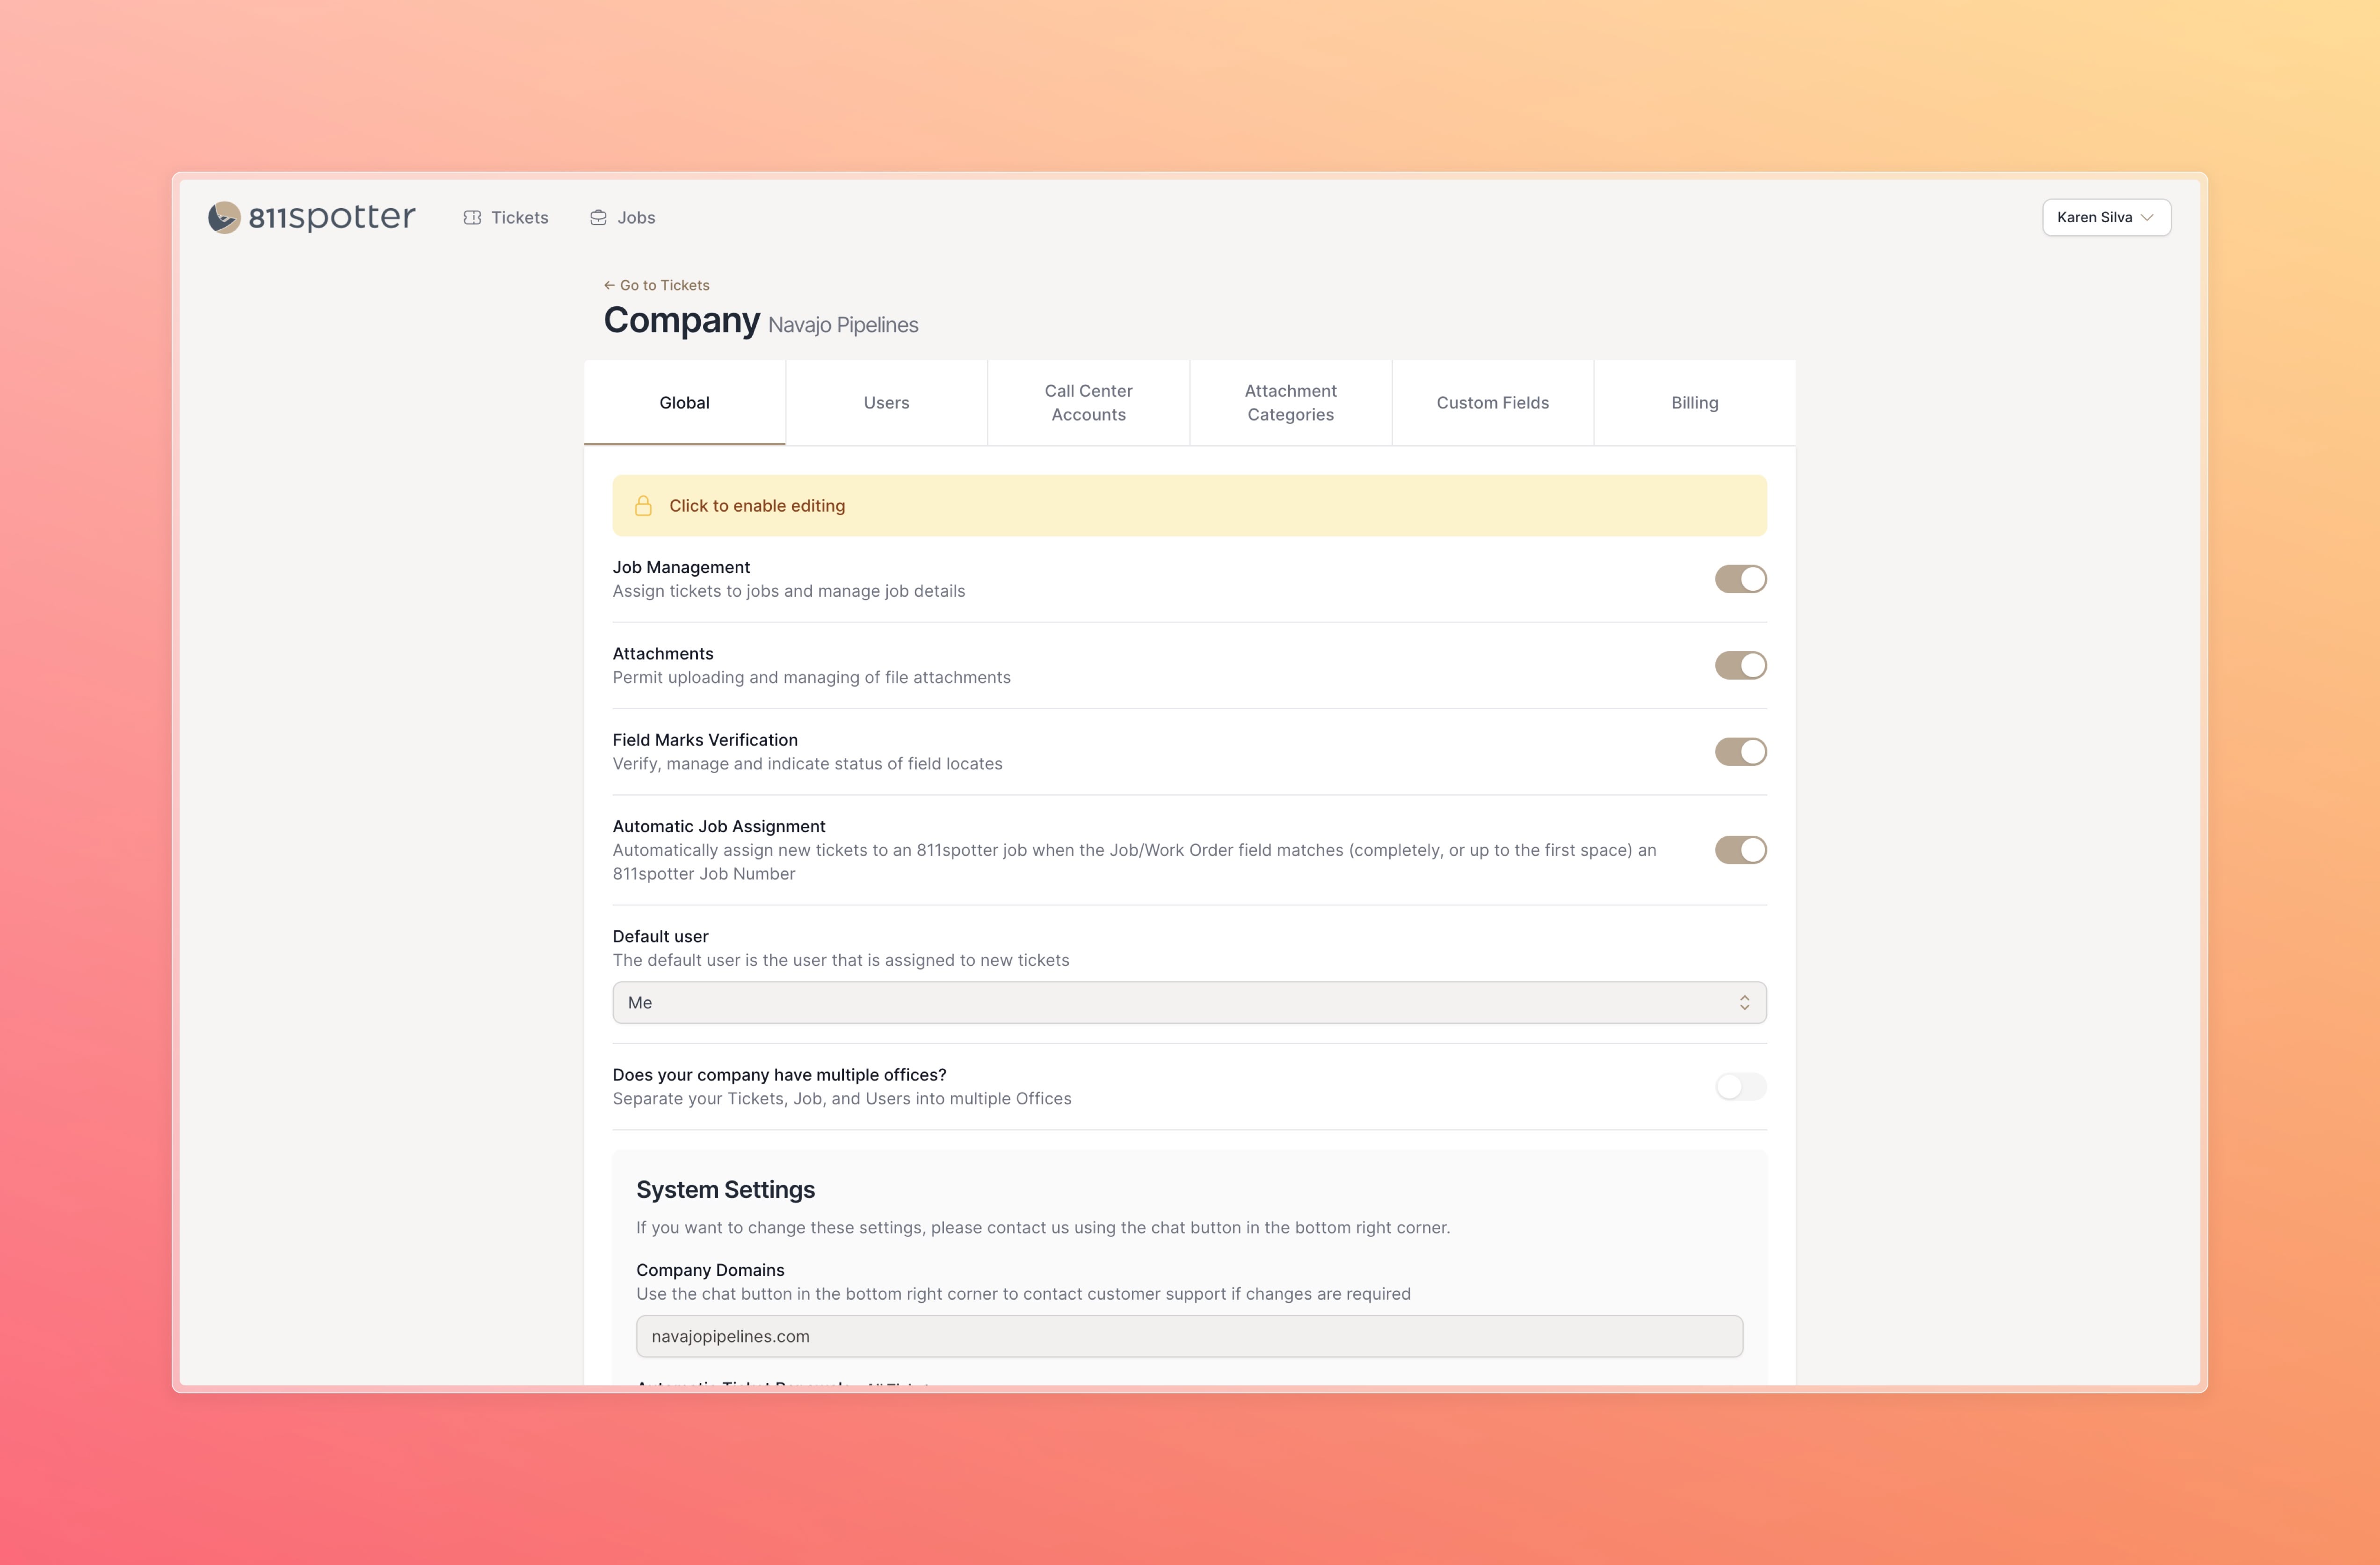 811spotter
Tickets
Jobs
Karen Silva
← Go to Tickets
Company Navajo Pipelines
Global
Users
Call Center
Accounts
Attachment
Categories
Custom Fields
Billing
Click to enable editing
Job Management
Assign tickets to jobs and manage job details
Attachments
Permit uploading and managing of file attachments
Field Marks Verification
Verify, manage and indicate status of field locates
Automatic Job Assignment
Automatically assign new tickets to an 811spotter job when the Job/Work Order field matches (completely, or up to the first space) an
811spotter Job Number
Default user
The default user is the user that is assigned to new tickets
Me
Does your company have multiple offices?
Separate your Tickets, Job, and Users into multiple Offices
System Settings
If you want to change these settings, please contact us using the chat button in the bottom right corner.
Company Domains
Use the chat button in the bottom right corner to contact customer support if changes are required
navajopipelines.com